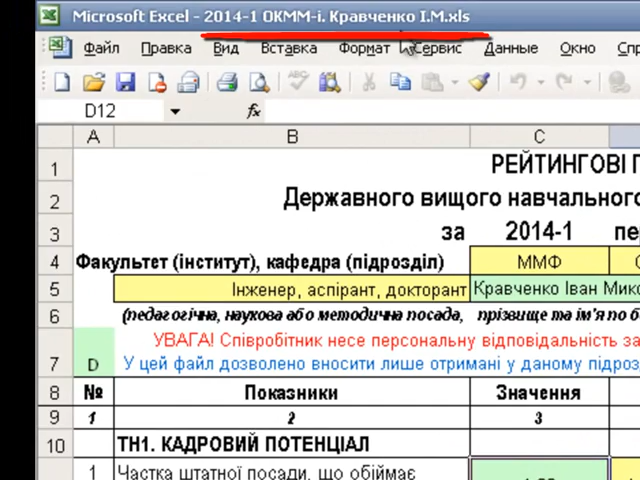 Microsoft Excel - 2014-1 ОКММ-і. Кравченко І.М.xls
Файл Правка Вид Вставка Формат Сервис Данные Окно
D12 fx
A B C
1 РЕЙТИНГОВІ
2 Державного вищого навчального
3 за 2014-1
4 Факультет (інститут), кафедра (підрозділ) ММФ
5 Інженер, аспірант, докторант Кравченко Іван
6 (педагогічна, наукова або методична посада, прізвище та ім'я по
УВАГА! Співробітник несе персональну відповідальність за
7 D У цей файл дозволено вносити лише отримані у даному
8 № Показники Значення
9 1 2 3
10 ТН1. КАДРОВИЙ ПОТЕНЦІАЛ
1 Частка штатної посади, що обіймає